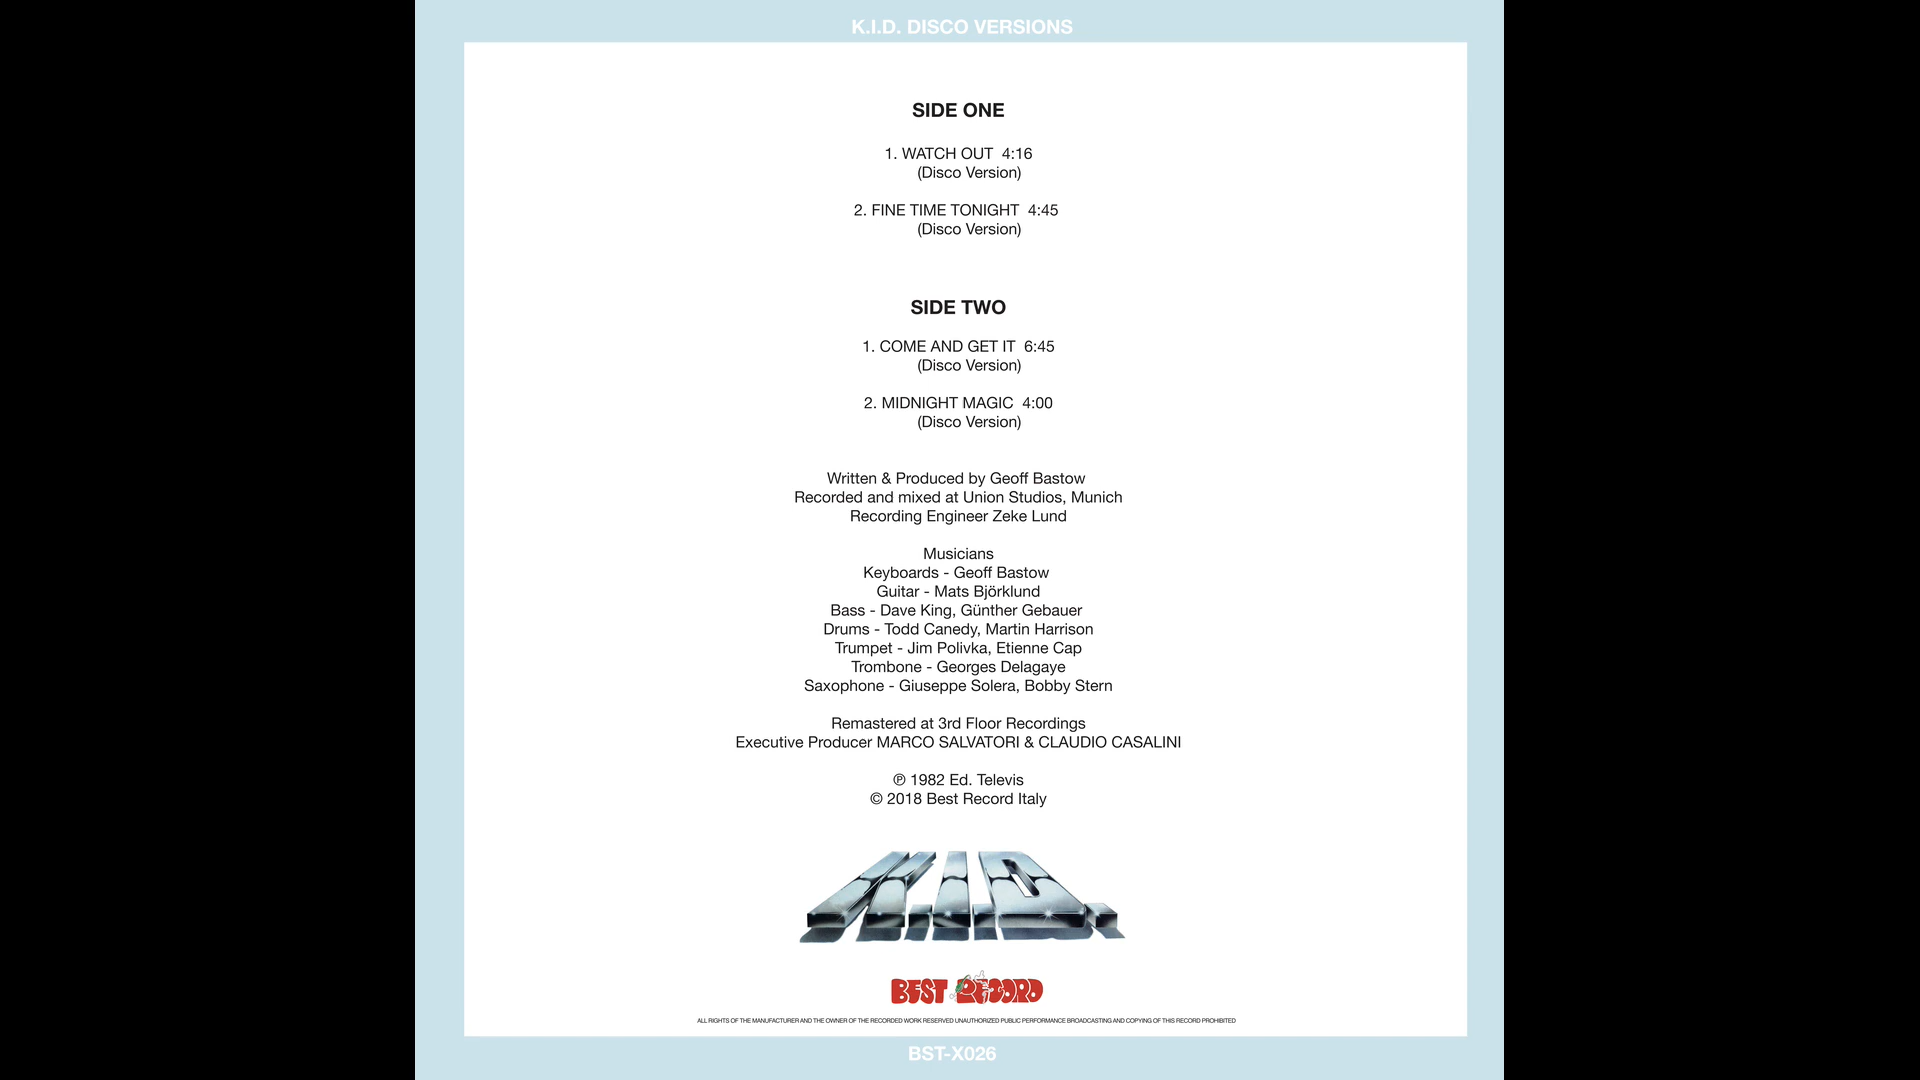 K.I.D. DISCO VERSIONS
SIDE ONE
1. WATCH OUT  4:16
(Disco Version)
2. FINE TIME TONIGHT  4:45
(Disco Version)
SIDE TWO
1. COME AND GET IT  6:45
(Disco Version)
2. MIDNIGHT MAGIC  4:00
(Disco Version)
Written & Produced by Geoff Bastow
Recorded and mixed at Union Studios, Munich
Recording Engineer Zeke Lund
Musicians
Keyboards - Geoff Bastow
Guitar - Mats Björklund
Bass - Dave King, Günther Gebauer
Drums - Todd Canedy, Martin Harrison
Trumpet - Jim Polivka, Etienne Cap
Trombone - Georges Delagaye
Saxophone - Giuseppe Solera, Bobby Stern
Remastered at 3rd Floor Recordings
Executive Producer MARCO SALVATORI & CLAUDIO CASALINI
℗ 1982 Ed. Televis
© 2018 Best Record Italy
K.I.D.
BEST RECORD
ALL RIGHTS OF THE MANUFACTURER AND THE OWNER OF THE RECORDED WORK RESERVED UNAUTHORIZED PUBLIC PERFORMANCE BROADCASTING AND COPYING OF THIS RECORD PROHIBITED
BST-X026